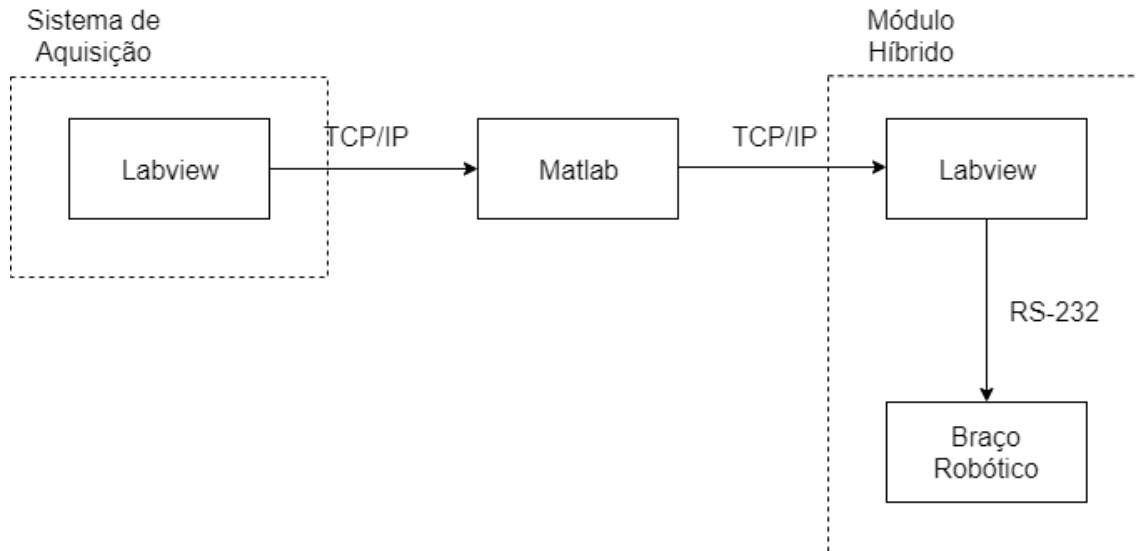 Sistema de
Aquisição
Módulo
Híbrido
Labview
TCP/IP
Matlab
TCP/IP
Labview
RS-232
Braço
Robótico